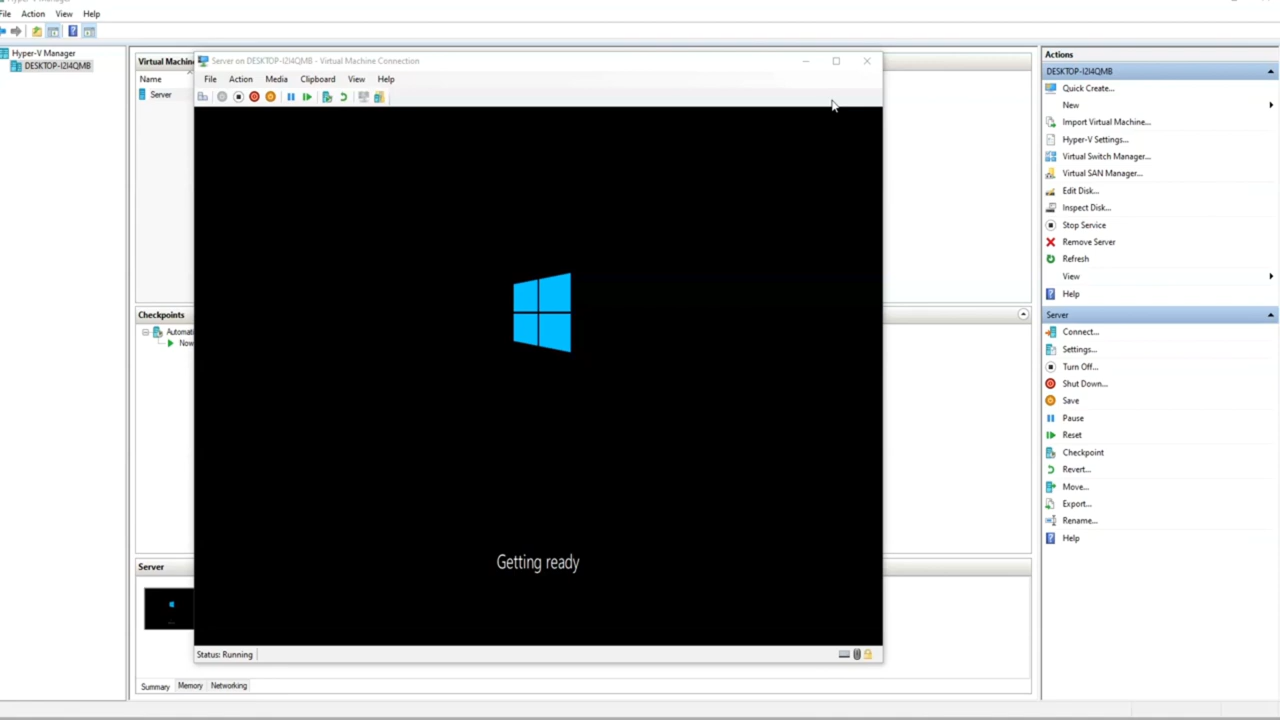 File Action View Help
Hyper-V Manager
DESKTOP-I2I4QMB
Virtual Machin
Name
Server
Checkpoints
Automati
Now
Server
Summary Memory Networking
Server on DESKTOP-I2I4QMB - Virtual Machine Connection
File Action Media Clipboard View Help
Getting ready
Status: Running
Actions
DESKTOP-I2I4QMB
Quick Create...
New
Import Virtual Machine...
Hyper-V Settings...
Virtual Switch Manager...
Virtual SAN Manager...
Edit Disk...
Inspect Disk...
Stop Service
Remove Server
Refresh
View
Help
Server
Connect...
Settings...
Turn Off...
Shut Down...
Save
Pause
Reset
Checkpoint
Revert...
Move...
Export...
Rename...
Help